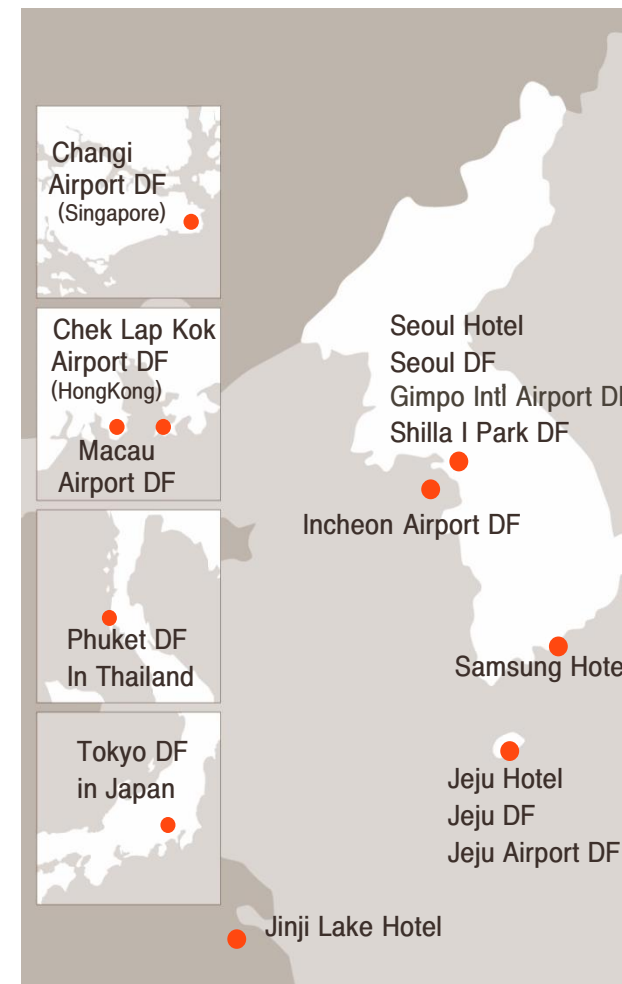 Changi
Airport DF
(Singapore)
Chek Lap Kok
Airport DF
(HongKong)
Macau
Airport DF
Phuket DF
In Thailand
Tokyo DF
in Japan
Seoul Hotel
Seoul DF
Gimpo Intl Airport D
Shilla I Park DF
Incheon Airport DF
Samsung Hote
Jeju Hotel
Jeju DF
Jeju Airport DF
Jinji Lake Hotel